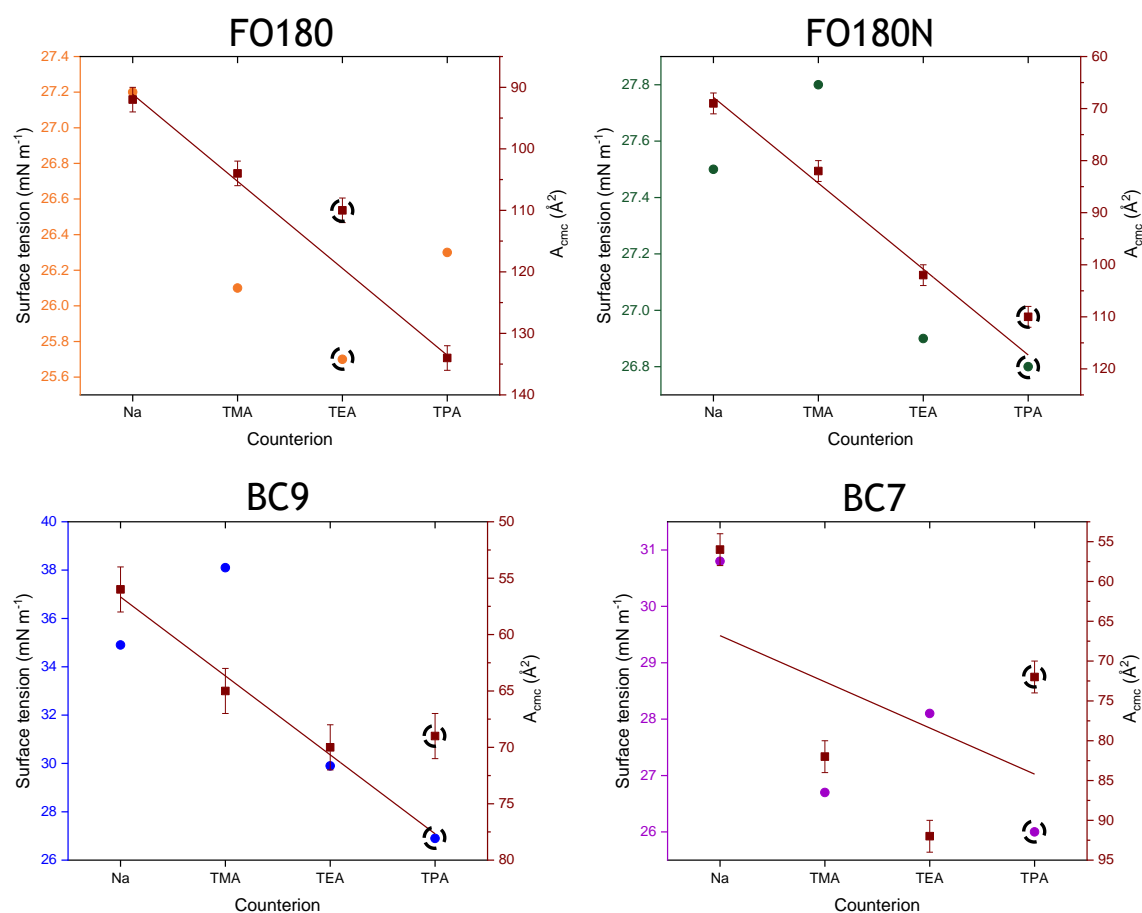 FO180
27.4
27.2
27.0
26.8
26.6
26.4
26.2
26.0
25.8
25.6
Surface tension (mN m⁻¹)
90
100
110
120
130
140
A_cmc (Å²)
Na TMA TEA TPA
Counterion
FO180N
27.8
27.6
27.4
27.2
27.0
26.8
Surface tension (mN m⁻¹)
60
70
80
90
100
110
120
A_cmc (Å²)
Na TMA TEA TPA
Counterion
BC9
40
38
36
34
32
30
28
26
Surface tension (mN m⁻¹)
50
55
60
65
70
75
80
A_cmc (Å²)
Na TMA TEA TPA
Counterion
BC7
31
30
29
28
27
26
Surface tension (mN m⁻¹)
55
60
65
70
75
80
85
90
95
A_cmc (Å²)
Na TMA TEA TPA
Counterion